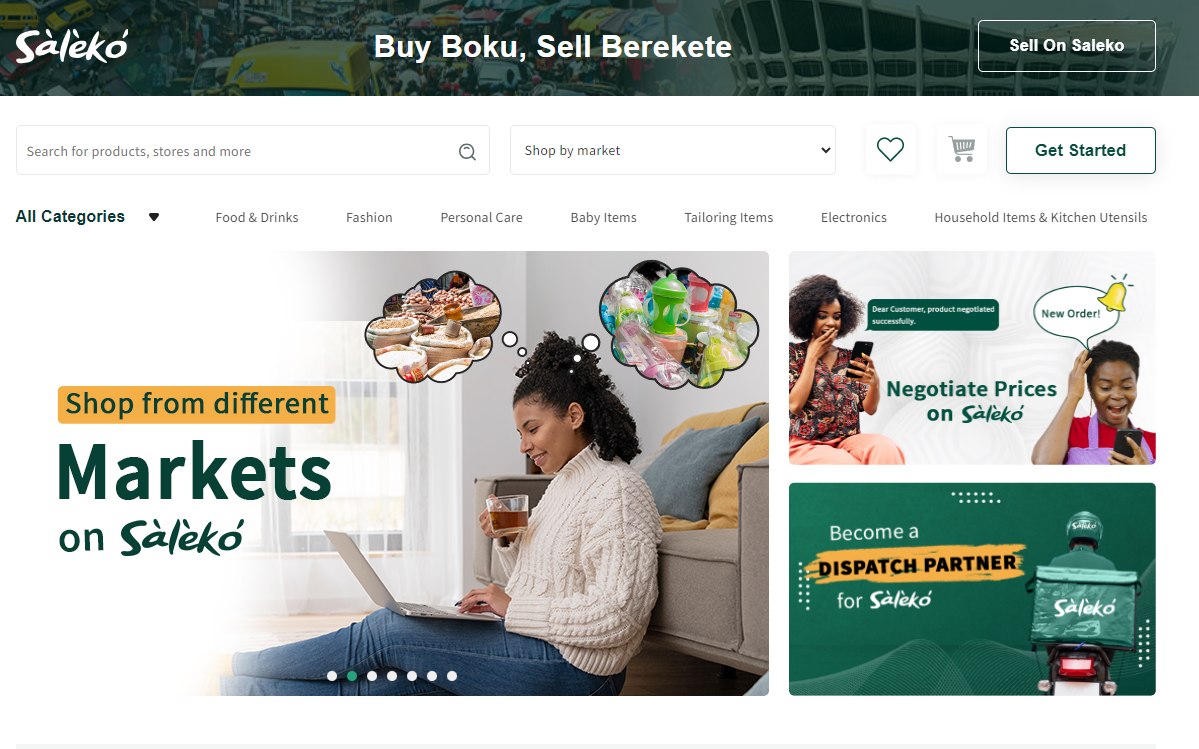 Sàlèkó
Buy Boku, Sell Berekete
Sell On Saleko
Search for products, stores and more
Shop by market
Get Started
All Categories
Food & Drinks
Fashion
Personal Care
Baby Items
Tailoring Items
Electronics
Household Items & Kitchen Utensils
Shop from different
Markets
on Sàlèkó
Dear Customer, product negotiated
successfully.
New Order!
Negotiate Prices
on Sàlèkó
Become a
DISPATCH PARTNER
for Sàlèkó
Sàlèkó
Sàlèkó